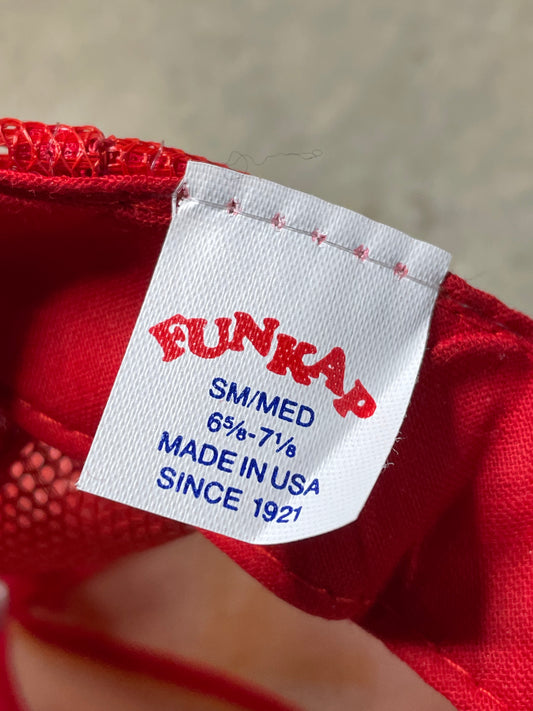 FUNKAP
SM/MED
6⅝-7⅛
MADE IN USA
SINCE 1921